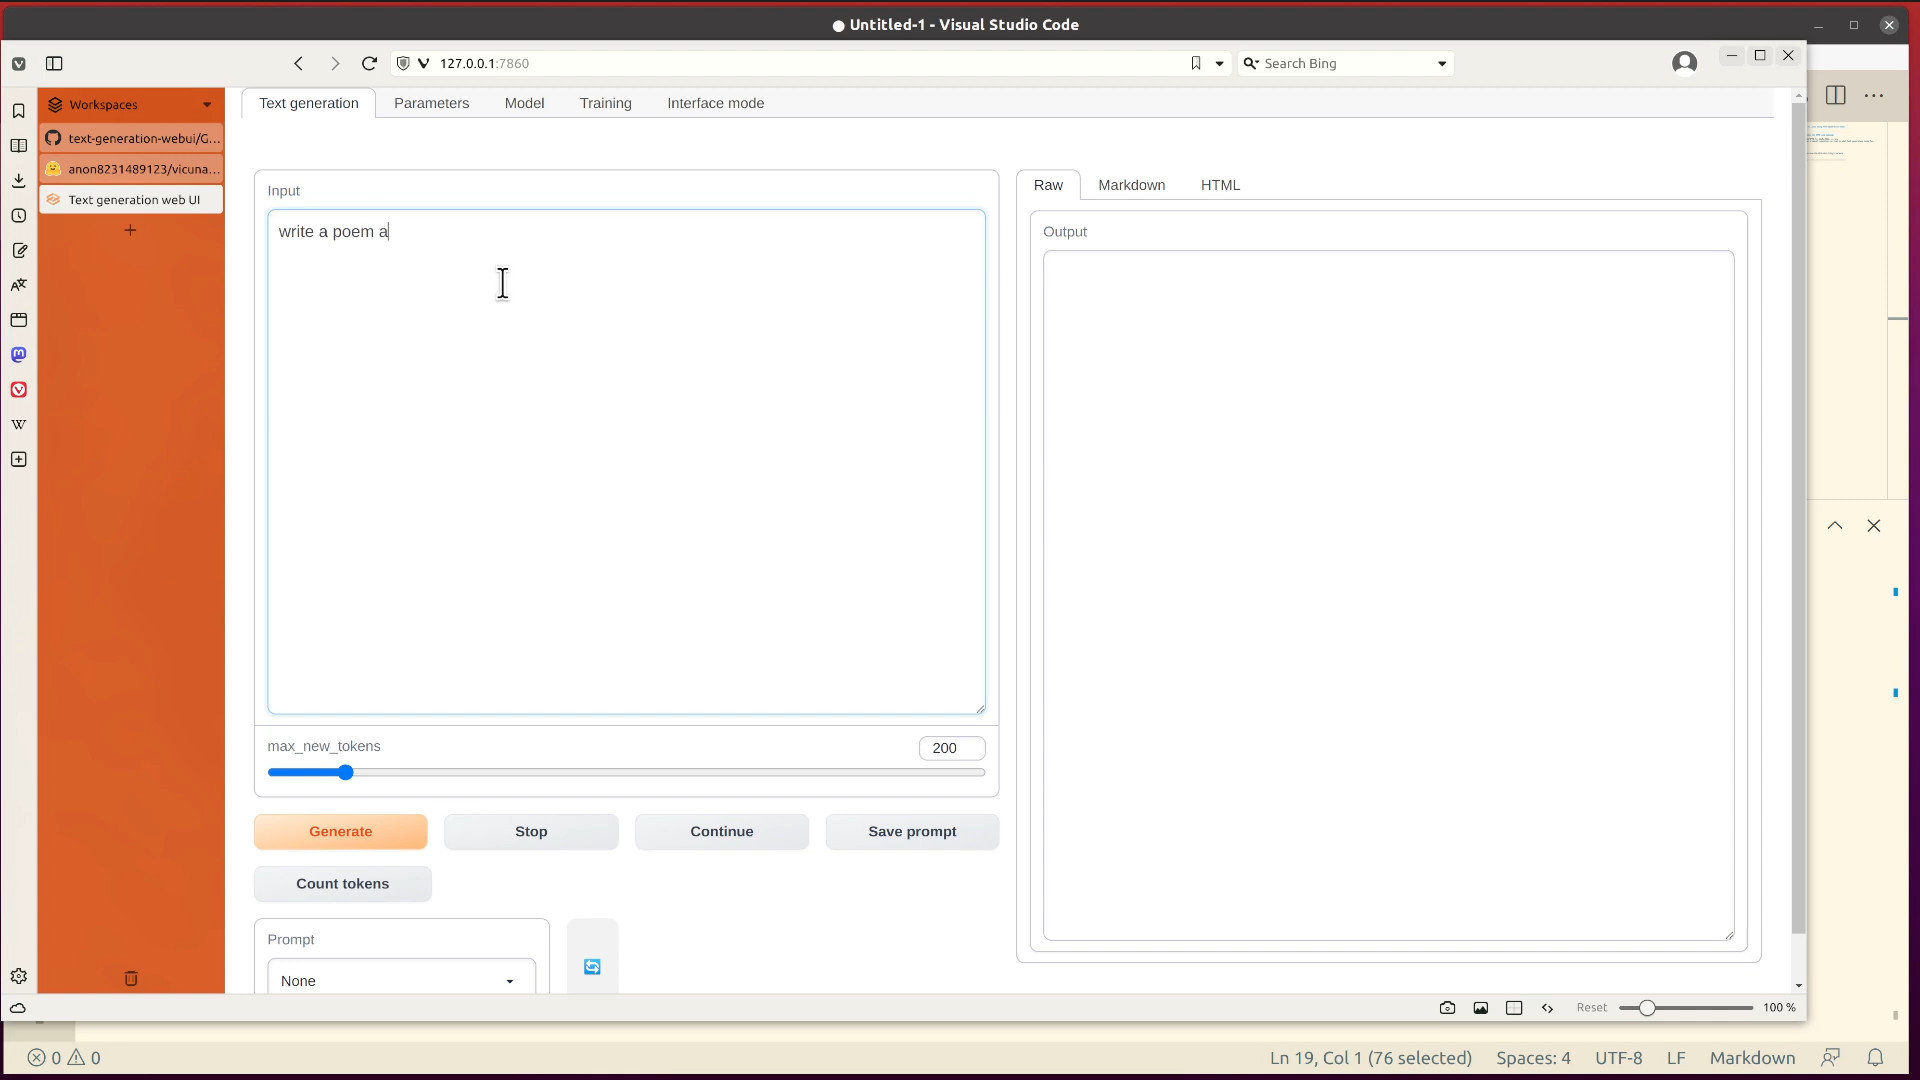 ● Untitled-1 - Visual Studio Code
127.0.0.1:7860
Search Bing
Workspaces
text-generation-webui/G...
anon8231489123/vicuna...
Text generation web UI
Text generation
Parameters
Model
Training
Interface mode
Input
write a poem a
max_new_tokens
200
Generate
Stop
Continue
Save prompt
Count tokens
Prompt
None
Raw
Markdown
HTML
Output
Reset
100 %
0 0
Ln 19, Col 1 (76 selected)
Spaces: 4
UTF-8
LF
Markdown